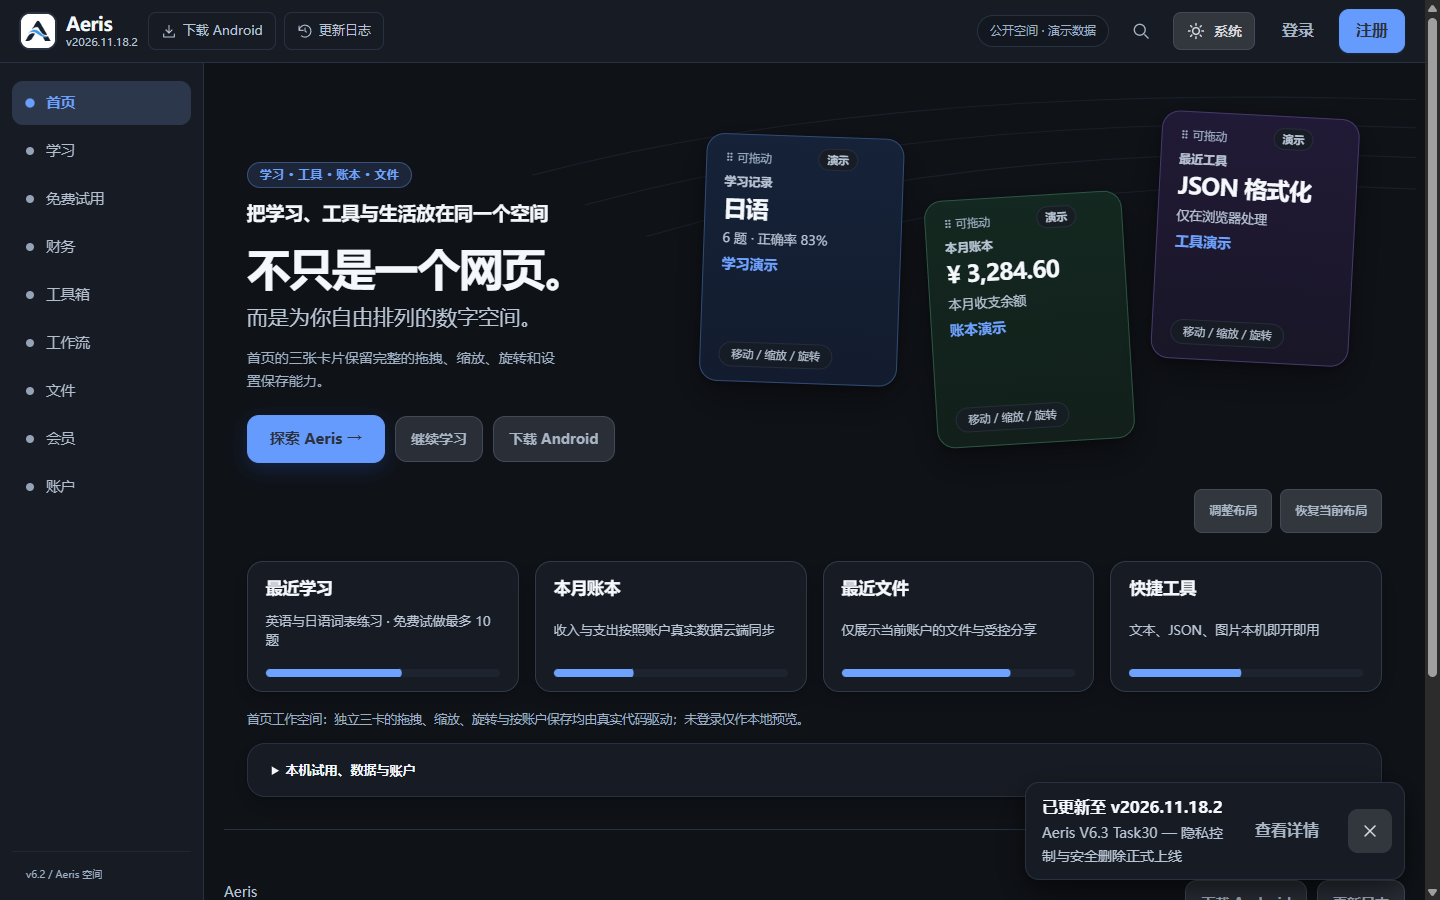 Aeris
v2026.11.18.2
下载 Android
更新日志
公开空间 · 演示数据
系统
登录
注册
首页
学习
免费试用
财务
工具箱
工作流
文件
会员
账户
v6.2 / Aeris 空间
学习 • 工具 • 账本 • 文件
把学习、工具与生活放在同一个空间
不只是一个网页。
而是为你自由排列的数字空间。
首页的三张卡片保留完整的拖拽、缩放、旋转和设
置保存能力。
探索 Aeris →
继续学习
下载 Android
⠿ 可拖动
演示
学习记录
日语
6 题 · 正确率 83%
学习演示
移动 / 缩放 / 旋转
⠿ 可拖动
演示
本月账本
¥ 3,284.60
本月收支余额
账本演示
移动 / 缩放 / 旋转
⠿ 可拖动
演示
最近工具
JSON 格式化
仅在浏览器处理
工具演示
移动 / 缩放 / 旋转
调整布局
恢复当前布局
最近学习
英语与日语词表练习 · 免费试做最多 10
题
本月账本
收入与支出按照账户真实数据云端同步
最近文件
仅展示当前账户的文件与受控分享
快捷工具
文本、JSON、图片本机即开即用
首页工作空间：独立三卡的拖拽、缩放、旋转与按账户保存均由真实代码驱动；未登录仅作本地预览。
▶ 本机试用、数据与账户
已更新至 v2026.11.18.2
Aeris V6.3 Task30 — 隐私控
制与安全删除正式上线
查看详情
Aeris
下载 Android
更新日志